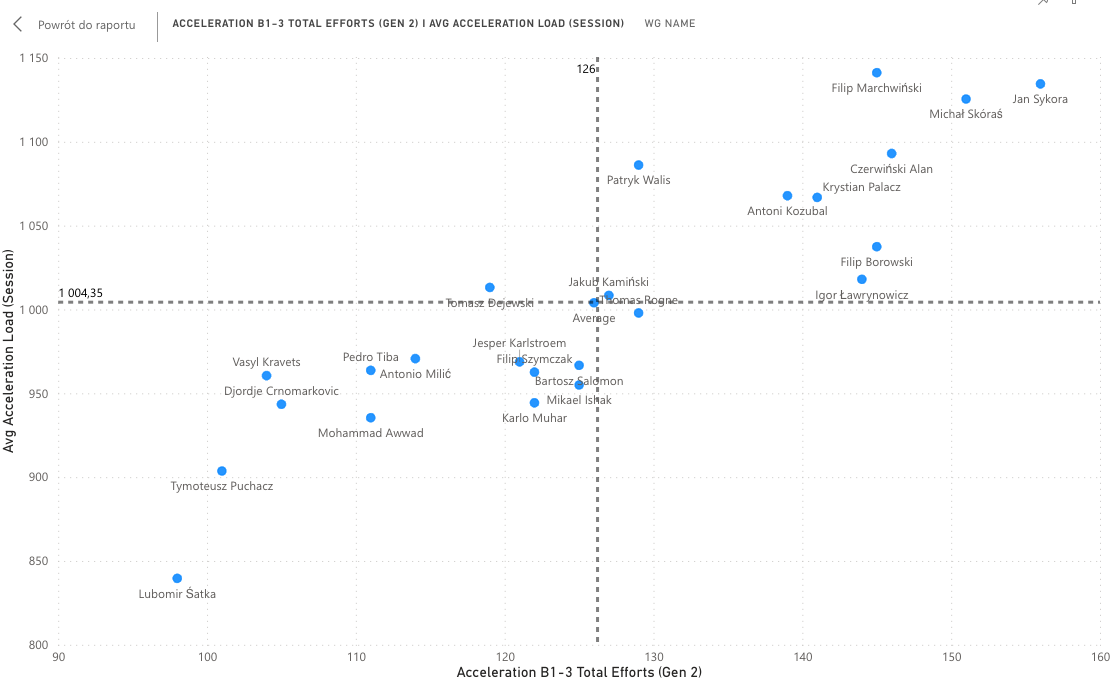 Powrót do raportu
ACCELERATION B1-3 TOTAL EFFORTS (GEN 2) I AVG ACCELERATION LOAD (SESSION)
WG NAME
1 150
126
Filip Marchwiński
Jan Sykora
Michał Skóraś
1 100
Czerwiński Alan
Patryk Walis
Krystian Palacz
Antoni Kozubal
1 050
Filip Borowski
Jakub Kamiński
1 004,35
Igor Ławrynowicz
Thomas Rogne
Tomasz Dejewski
1 000
Average
Jesper Karlstroem
Pedro Tiba
Filip Szymczak
Vasyl Kravets
Antonio Milić
Bartosz Salomon
Djordje Crnomarkovic
950
Mikael Ishak
Karlo Muhar
Mohammad Awwad
900
Tymoteusz Puchacz
850
Lubomir Šatka
800
90
100
110
120
130
140
150
160
Acceleration B1-3 Total Efforts (Gen 2)
Avg Acceleration Load (Session)